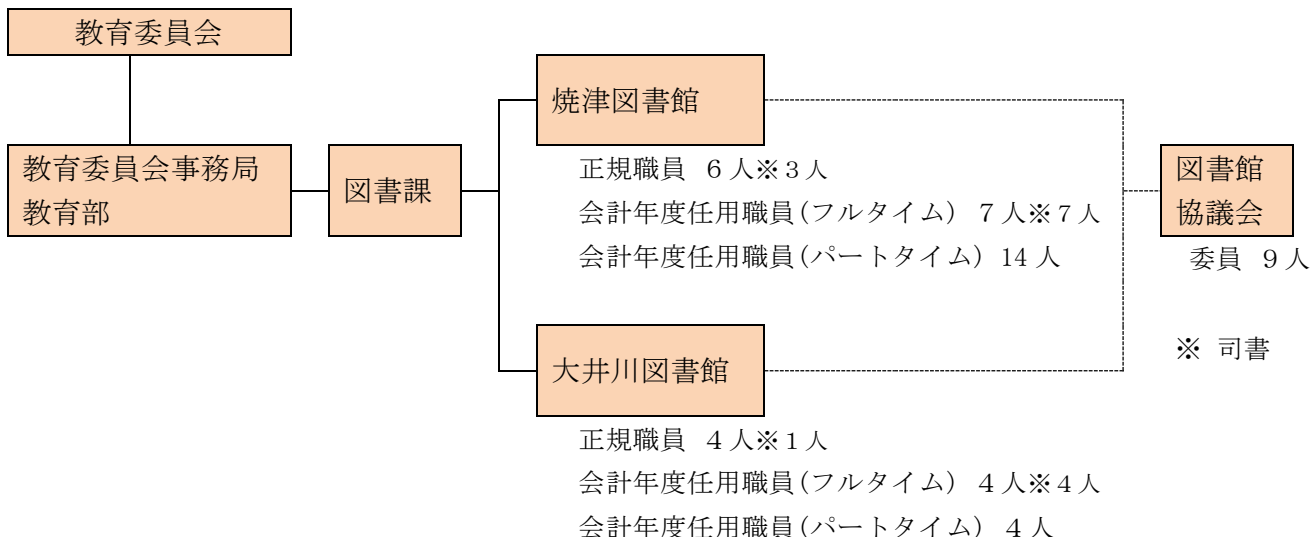 教育委員会
教育委員会事務局
教育部
図書課
焼津図書館
正規職員 6人※3人
会計年度任用職員(フルタイム) 7人※7人
会計年度任用職員(パートタイム) 14人
大井川図書館
正規職員 4人※1人
会計年度任用職員(フルタイム) 4人※4人
会計年度任用職員(パートタイム) 4人
図書館
協議会
委員 9人
※ 司書